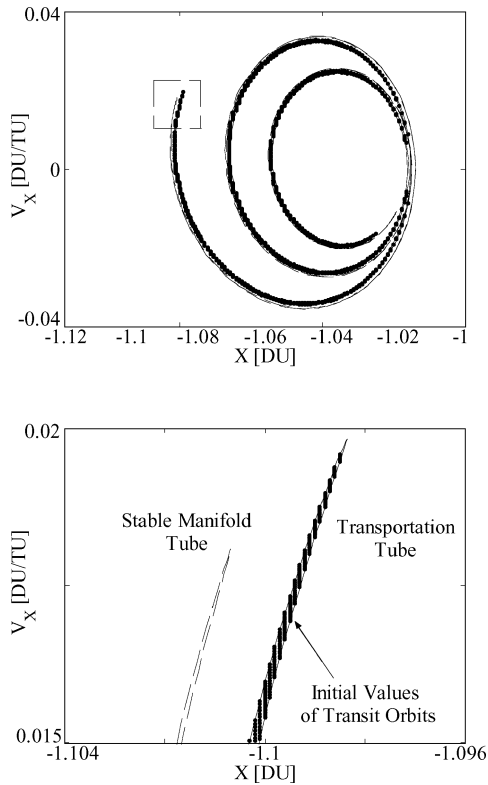 0.04
V_X [DU/TU]
0
-0.04
-1.12 -1.1 -1.08 -1.06 -1.04 -1.02 -1
X [DU]
0.02
V_X [DU/TU]
Stable Manifold
Tube
Transportation
Tube
Initial Values
of Transit Orbits
0.015
-1.104 -1.1 -1.096
X [DU]